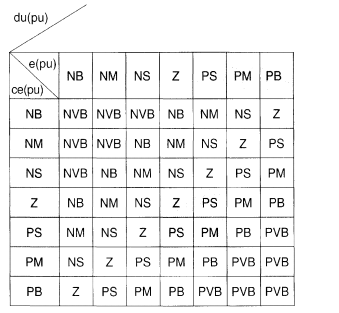 du(pu)
e(pu)
ce(pu)
NB NM NS Z PS PM PB
NB NVB NVB NVB NB NM NS Z
NM NVB NVB NB NM NS Z PS
NS NVB NB NM NS Z PS PM
Z NB NM NS Z PS PM PB
PS NM NS Z PS PM PB PVB
PM NS Z PS PM PB PVB PVB
PB Z PS PM PB PVB PVB PVB